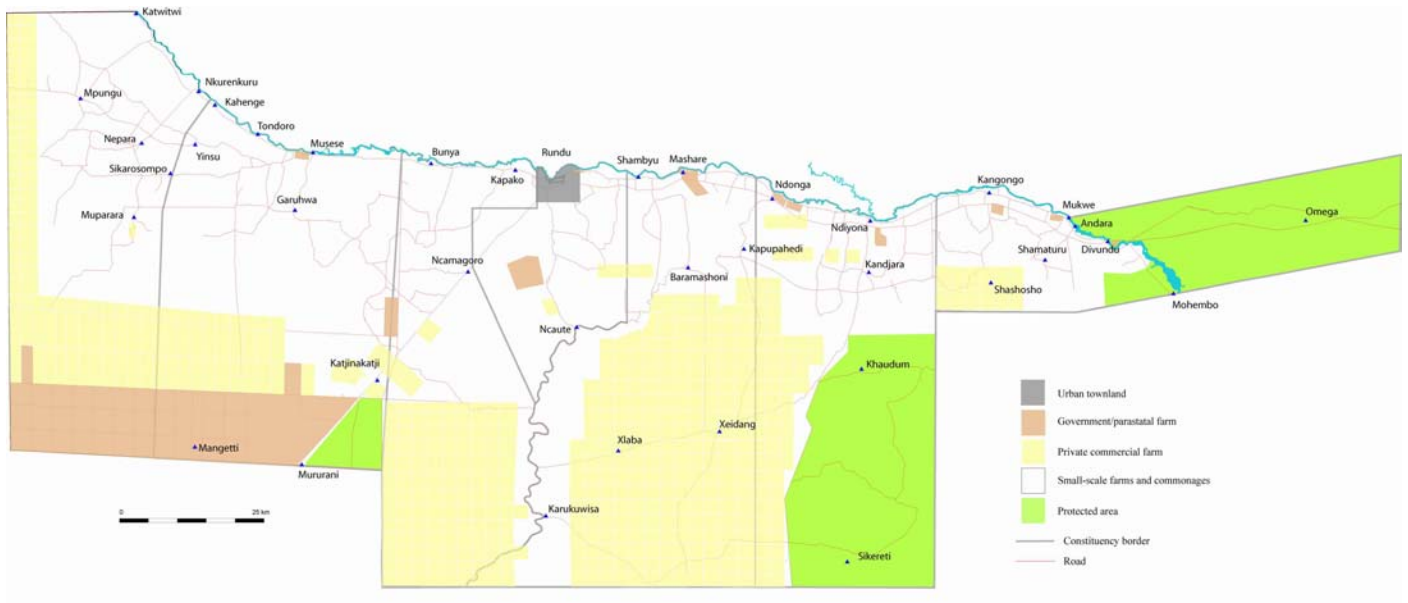 Katwitwi
Nkurenkuru
Mpungu
Kahenge
Tondoro
Nepara
Yinsu
Musese
Bunya
Rundu
Sikarosompo
Kapako
Shambyu
Mashare
Ndonga
Kangongo
Muparara
Garuhwa
Ndiyona
Mukwe
Andara
Omega
Divundu
Ncamagoro
Baramashoni
Kapupahedi
Kandjara
Shamaturu
Shashosho
Mohembo
Ncaute
Katjinakatji
Khaudum
Mangetti
Mururani
Xlaba
Xeidang
Karukuwisa
Sikereti
0 25 km
Urban townland
Government/parastatal farm
Private commercial farm
Small-scale farms and commonages
Protected area
Constituency border
Road